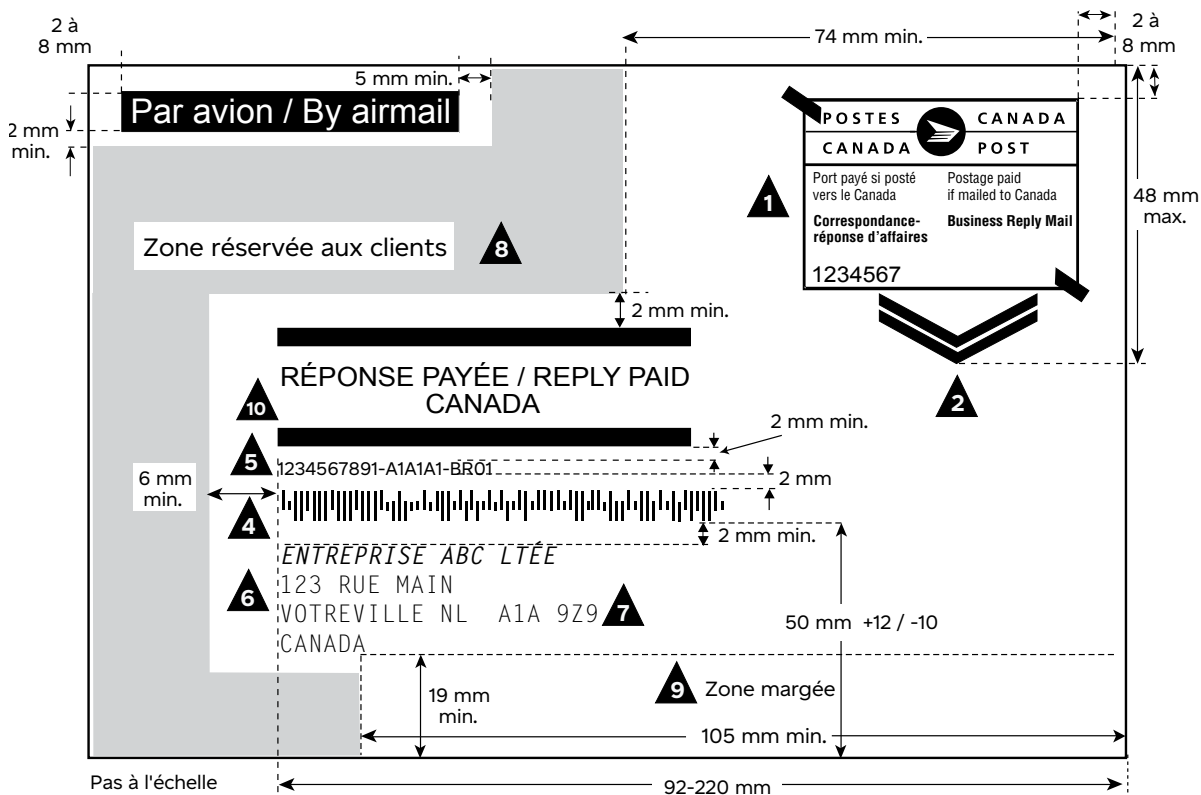 2 à
8 mm
74 mm min.
2 à
8 mm
5 mm min.
Par avion / By airmail
2 mm
min.
POSTES CANADA
CANADA POST
Port payé si posté
vers le Canada
Postage paid
if mailed to Canada
Correspondance-
réponse d'affaires
Business Reply Mail
1234567
1
48 mm
max.
Zone réservée aux clients
8
2 mm min.
RÉPONSE PAYÉE / REPLY PAID
CANADA
10
2
2 mm min.
5
1234567891-A1A1A1-BR01
6 mm
min.
2 mm
4
2 mm min.
ENTREPRISE ABC LTÉE
123 RUE MAIN
VOTREVILLE NL A1A 9Z9
CANADA
6
7
50 mm +12 / -10
9
Zone margée
19 mm
min.
105 mm min.
Pas à l'échelle
92-220 mm